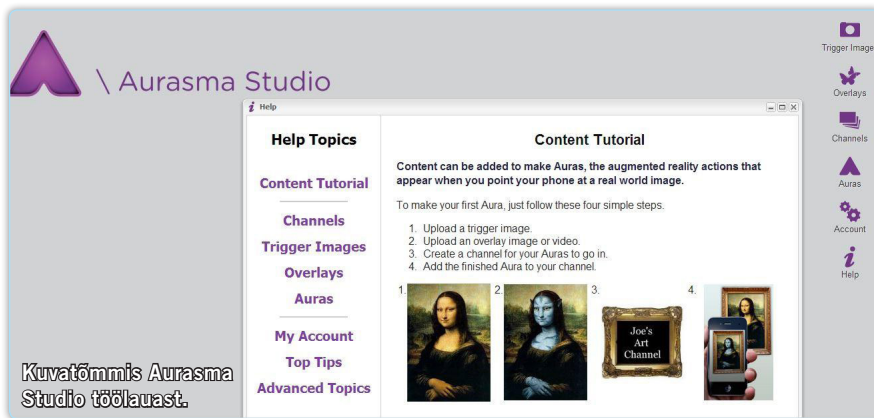 \ Aurasma Studio
i Help
Help Topics
Content Tutorial
Channels
Trigger Images
Overlays
Auras
My Account
Top Tips
Advanced Topics
Content Tutorial
Content can be added to make Auras, the augmented reality actions that
appear when you point your phone at a real world image.
To make your first Aura, just follow these four simple steps.
1. Upload a trigger image.
2. Upload an overlay image or video.
3. Create a channel for your Auras to go in.
4. Add the finished Aura to your channel.
1. 2. 3. 4.
Joe's
Art
Channel
Trigger Image
Overlays
Channels
Auras
Account
i
Help
Kuvatõmmis Aurasma
Studio töölauast.